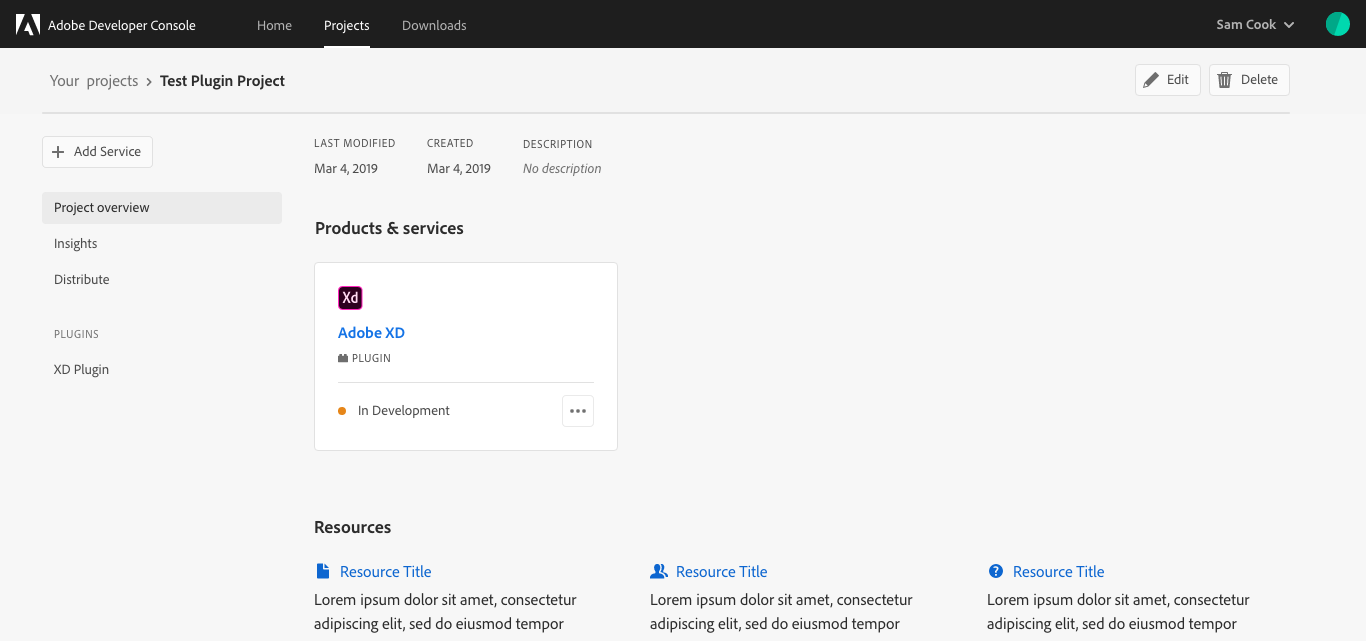 Adobe Developer Console Home Projects Downloads Sam Cook
Your projects › Test Plugin Project Edit Delete
Add Service
Project overview
Insights
Distribute
PLUGINS
XD Plugin
LAST MODIFIED CREATED DESCRIPTION
Mar 4, 2019 Mar 4, 2019 No description
Products & services
Xd
Adobe XD
PLUGIN
In Development
Resources
Resource Title
Lorem ipsum dolor sit amet, consectetur
adipiscing elit, sed do eiusmod tempor
Resource Title
Lorem ipsum dolor sit amet, consectetur
adipiscing elit, sed do eiusmod tempor
? Resource Title
Lorem ipsum dolor sit amet, consectetur
adipiscing elit, sed do eiusmod tempor